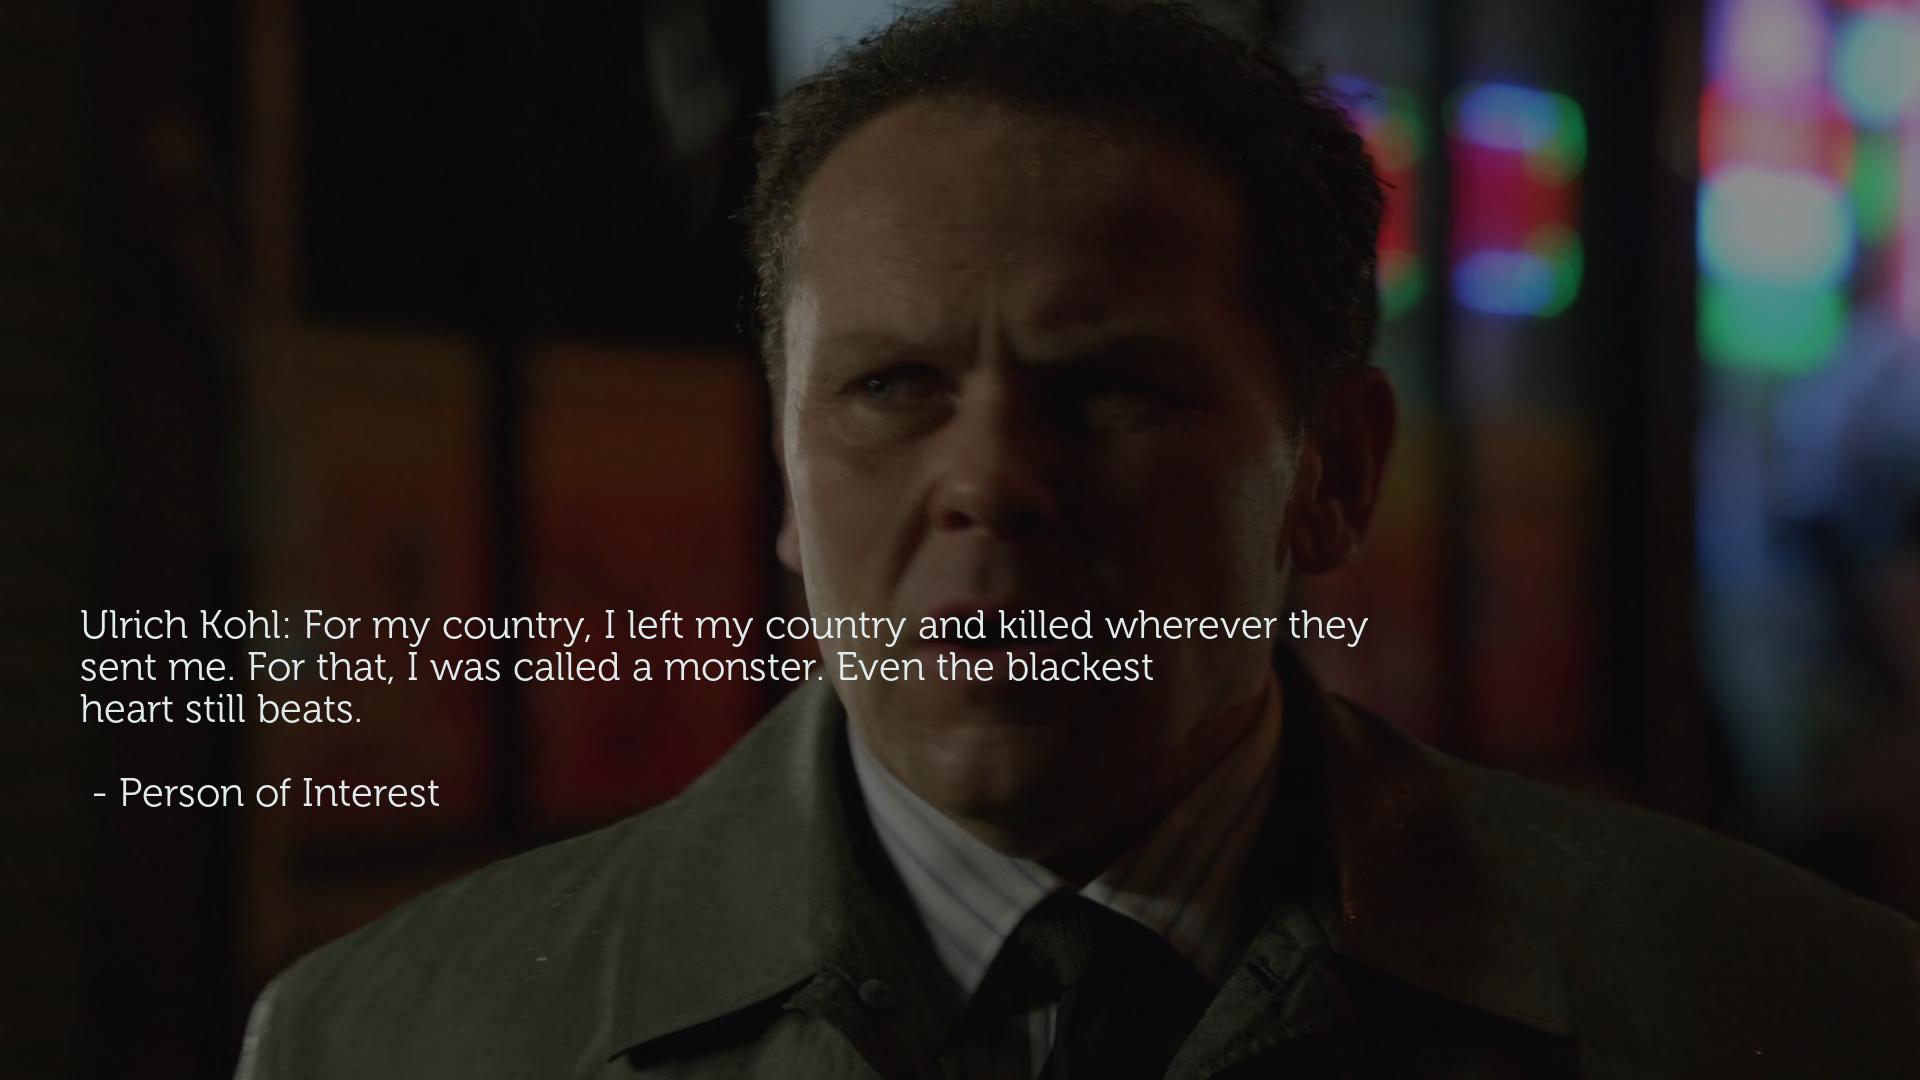 Ulrich Kohl: For my country, I left my country and killed wherever they
sent me. For that, I was called a monster. Even the blackest
heart still beats.
- Person of Interest